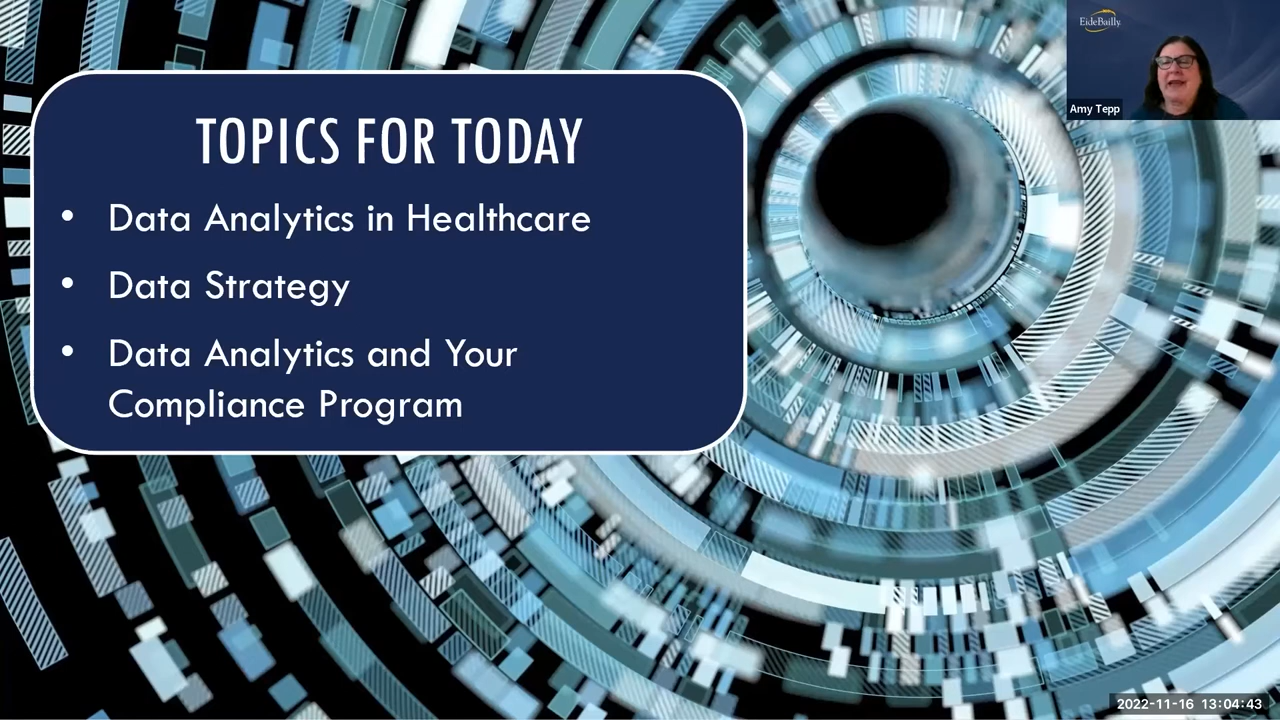 EideBailly
Amy Tepp
TOPICS FOR TODAY
• Data Analytics in Healthcare
• Data Strategy
• Data Analytics and Your
Compliance Program
2022-11-16 13:04:43